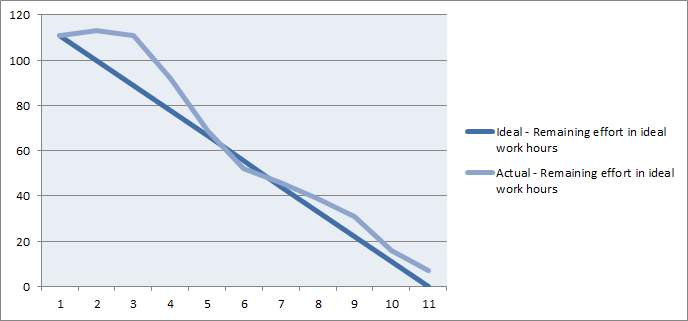 120
100
80
60
40
20
0
1 2 3 4 5 6 7 8 9 10 11
Ideal - Remaining effort in ideal
work hours
Actual - Remaining effort in ideal
work hours